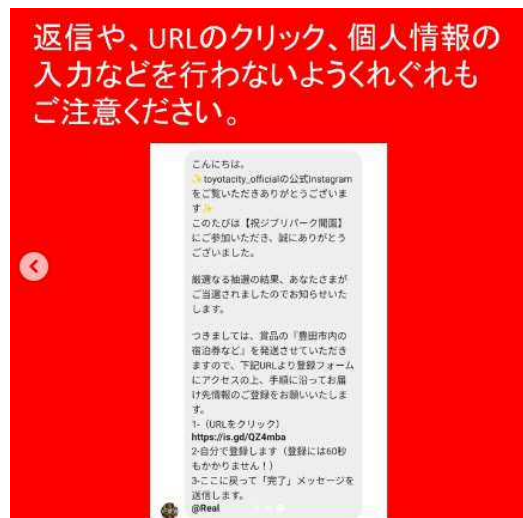 返信や、URLのクリック、個人情報の
入力などを行わないようくれぐれも
ご注意ください。
こんにちは。
✨toyotacity_officialの公式Instagram
をご覧いただきありがとうございま
す✨
このたびは【祝ジブリパーク開園】
にご参加いただき、誠にありがとう
ございました。
厳選なる抽選の結果、あなたさまが
ご当選されましたのでお知らせいた
します。
つきましては、賞品の『豊田市内の
宿泊券など』を発送させていただき
ますので、下記URLより登録フォーム
にアクセスの上、手順に沿ってお届
け先情報のご登録をお願いいたしま
す。
1-（URLをクリック）
https://is.gd/QZ4mba
2-自分で登録します（登録には60秒
もかかりません！）
3-ここに戻って「完了」メッセージを
送信します。
@Real